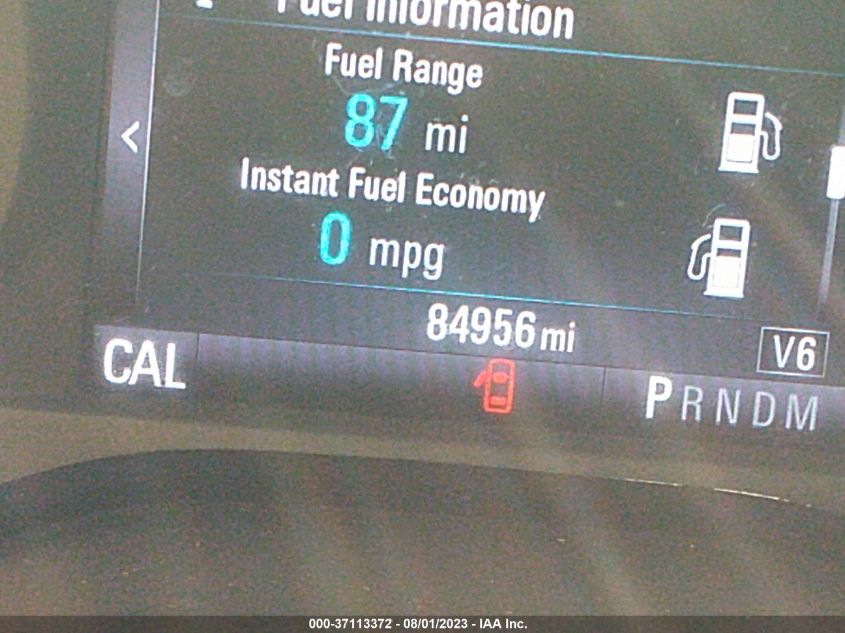 Fuel Information
Fuel Range
87 mi
Instant Fuel Economy
0 mpg
84956 mi
V6
CAL
PRNDM
000-37113372 - 08/01/2023 - IAA Inc.